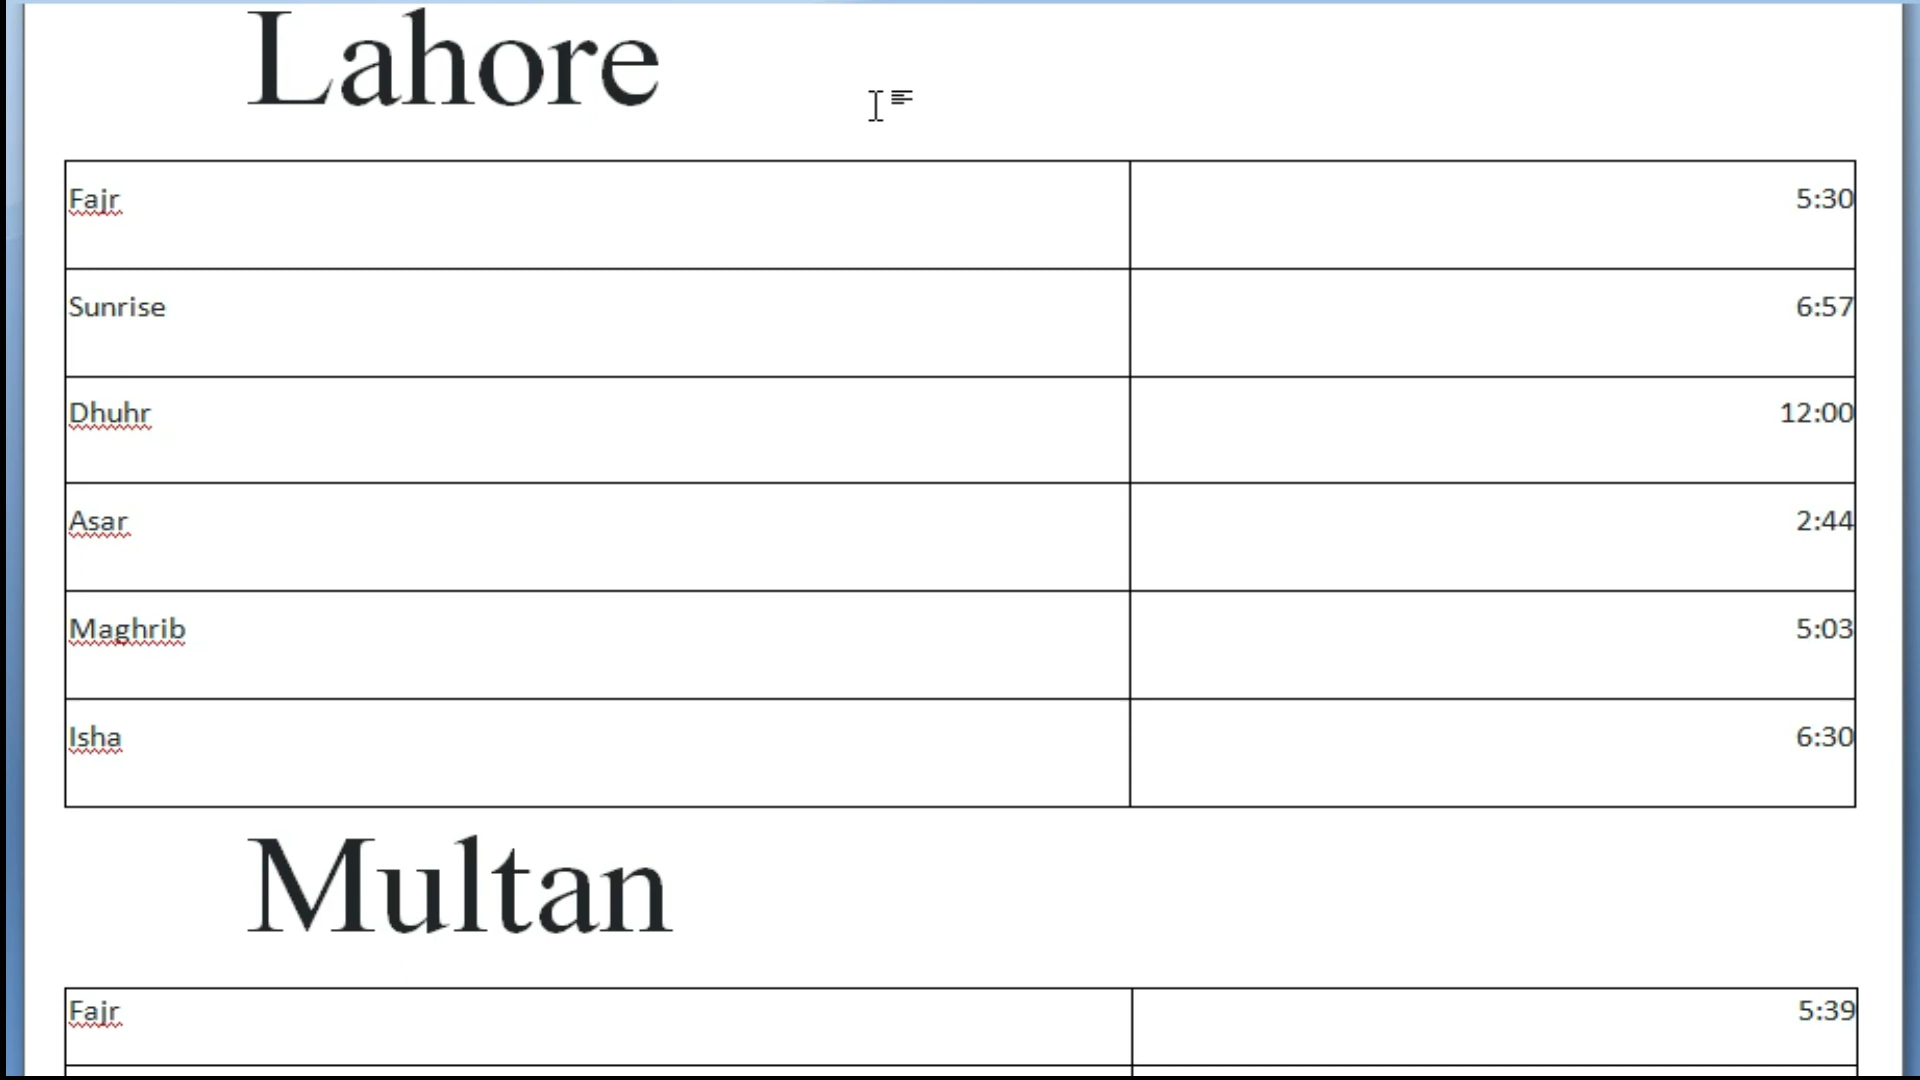 Lahore
Fajr 5:30
Sunrise 6:57
Dhuhr 12:00
Asar 2:44
Maghrib 5:03
Isha 6:30
Multan
Fajr 5:39